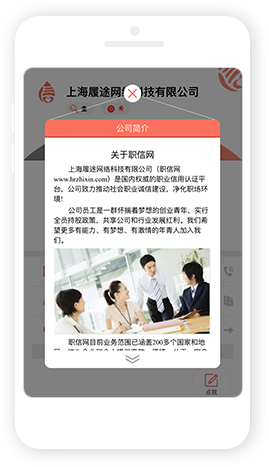 上海履途网络科技有限公司
公司简介
关于职信网
上海履途网络科技有限公司（职信网
www.hrzhixin.com）是国内权威的职业信用认证平
台。公司致力推动社会职业诚信建设，净化职场环
境!
公司员工是一群怀揣着梦想的创业青年，实行
全员持股政策，共享公司和行业发展红利。我们希
望更多有能力、有梦想、有激情的年青人加入我
们。
职信网目前业务范围已涵盖200多个国家和地
点我